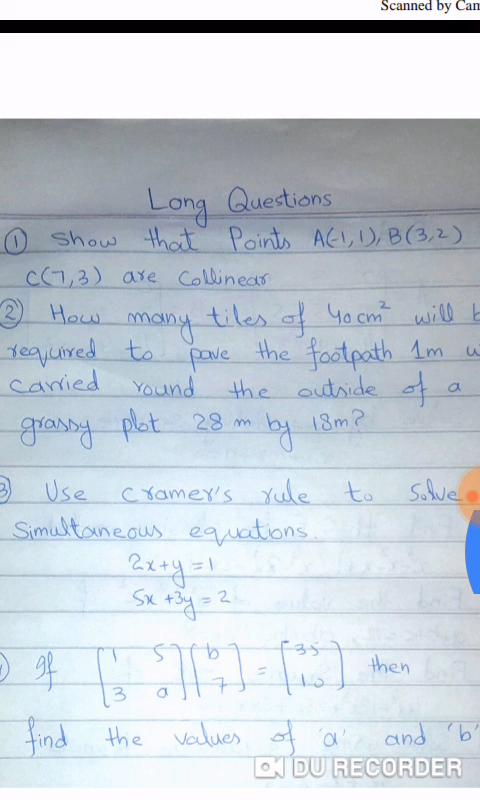 Scanned by Cam
Long Questions
① Show that Points A(-1,1), B(3,2)
C(7,3) are Collinear
② How many tiles of 40cm² will b
required to pave the footpath 1m w
carried round the outside of a
grassy plot 28 m by 18m?
3 Use cramer's rule to Solve
Simultaneous equations.
2x+y=1
5x+3y=2
If [1 5 3 a][b 7] = [35 10] then
find the values of 'a' and 'b'
DU RECORDER